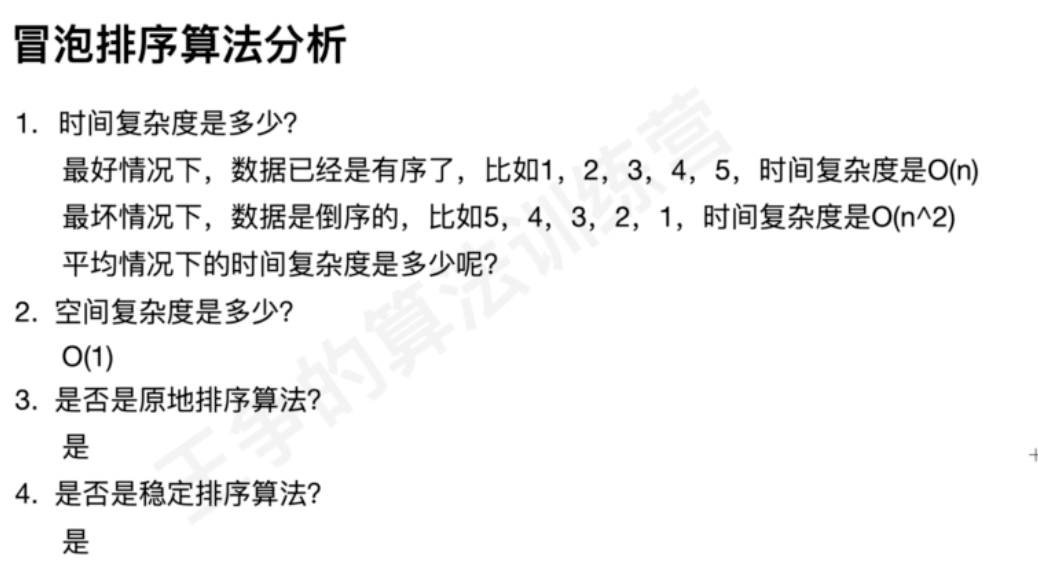 冒泡排序算法分析
1. 时间复杂度是多少？
最好情况下，数据已经是有序了，比如1，2，3，4，5，时间复杂度是O(n)
最坏情况下，数据是倒序的，比如5，4，3，2，1，时间复杂度是O(n^2)
平均情况下的时间复杂度是多少呢？
2. 空间复杂度是多少？
O(1)
3. 是否是原地排序算法？
是
4. 是否是稳定排序算法？
是
王争的算法训练营